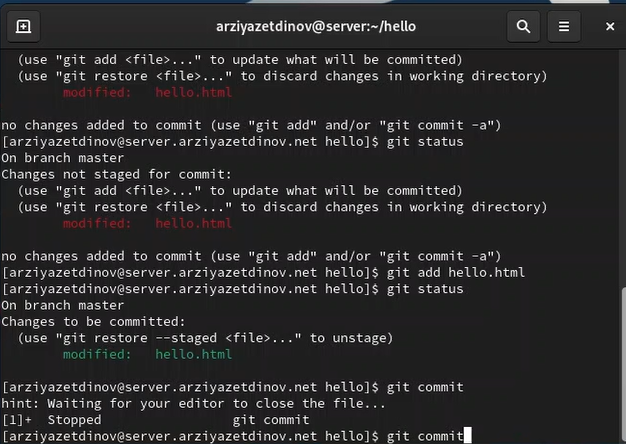 arziyazetdinov@server:~/hello
(use "git add <file>..." to update what will be committed)
(use "git restore <file>..." to discard changes in working directory)
modified:   hello.html
no changes added to commit (use "git add" and/or "git commit -a")
[arziyazetdinov@server.arziyazetdinov.net hello]$ git status
On branch master
Changes not staged for commit:
(use "git add <file>..." to update what will be committed)
(use "git restore <file>..." to discard changes in working directory)
modified:   hello.html
no changes added to commit (use "git add" and/or "git commit -a")
[arziyazetdinov@server.arziyazetdinov.net hello]$ git add hello.html
[arziyazetdinov@server.arziyazetdinov.net hello]$ git status
On branch master
Changes to be committed:
(use "git restore --staged <file>..." to unstage)
modified:   hello.html
[arziyazetdinov@server.arziyazetdinov.net hello]$ git commit
hint: Waiting for your editor to close the file...
[1]+  Stopped                 git commit
[arziyazetdinov@server.arziyazetdinov.net hello]$ git commit